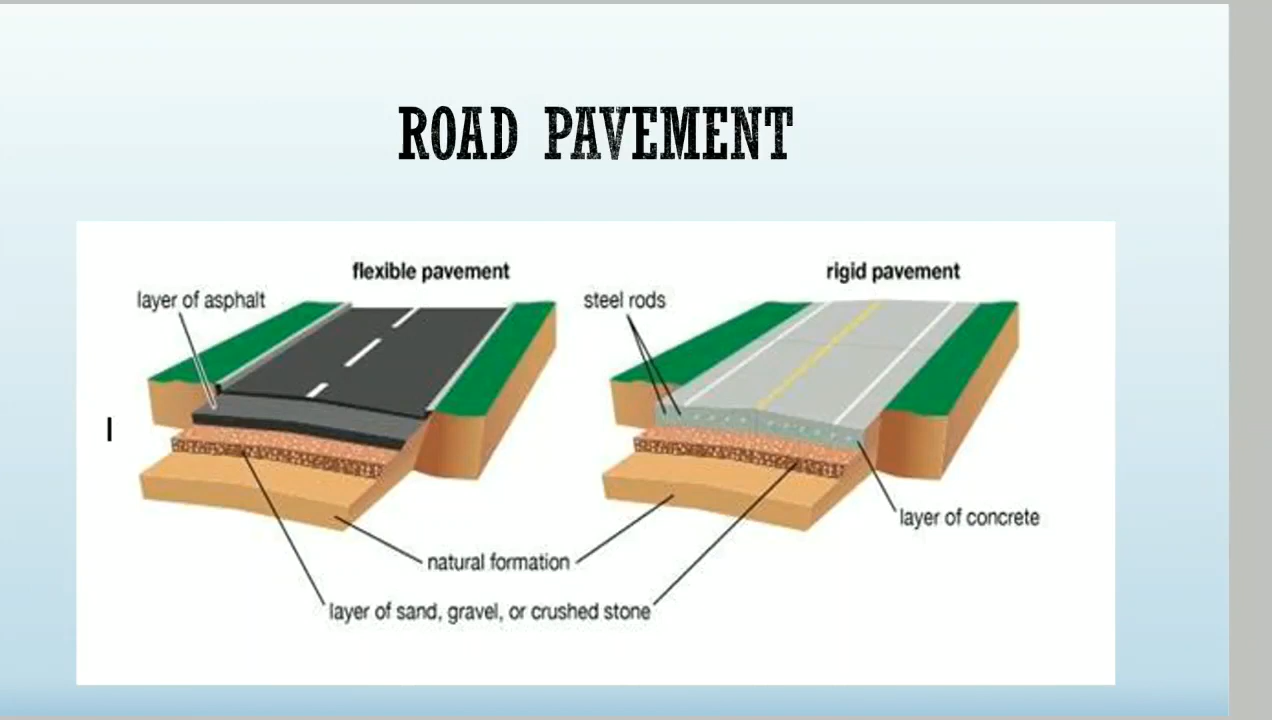 ROAD PAVEMENT
flexible pavement
rigid pavement
layer of asphalt
steel rods
layer of concrete
natural formation
layer of sand, gravel, or crushed stone